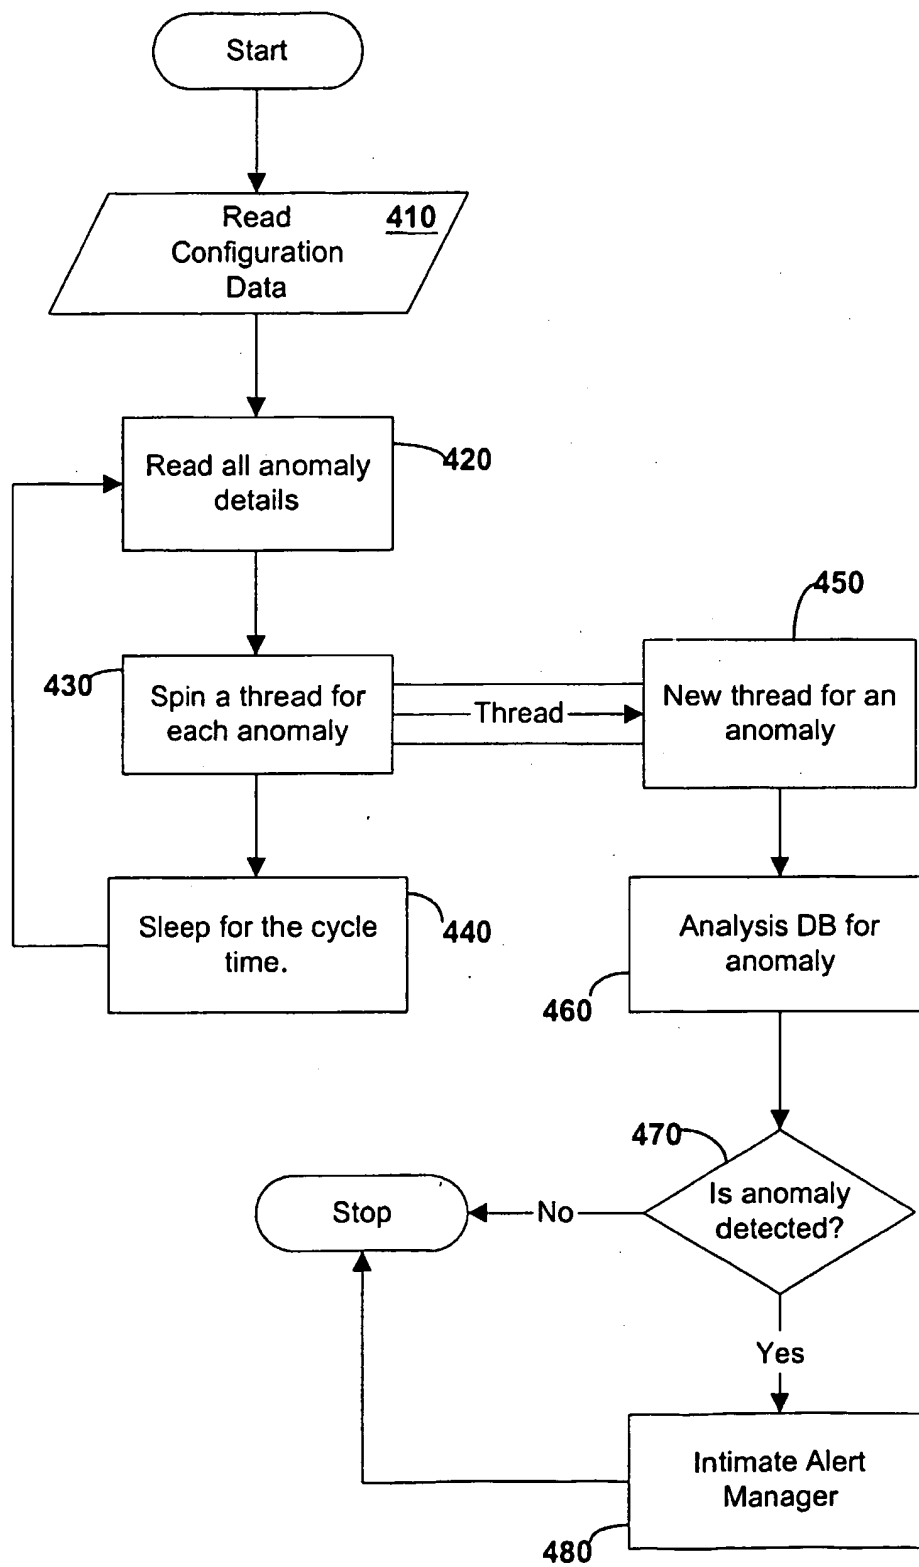 Start
Read
Configuration
Data
410
Read all anomaly
details
420
450
430
Spin a thread for
each anomaly
Thread
New thread for an
anomaly
Sleep for the cycle
time.
440
Analysis DB for
anomaly
460
470
Is anomaly
detected?
No
Stop
Yes
Intimate Alert
Manager
480